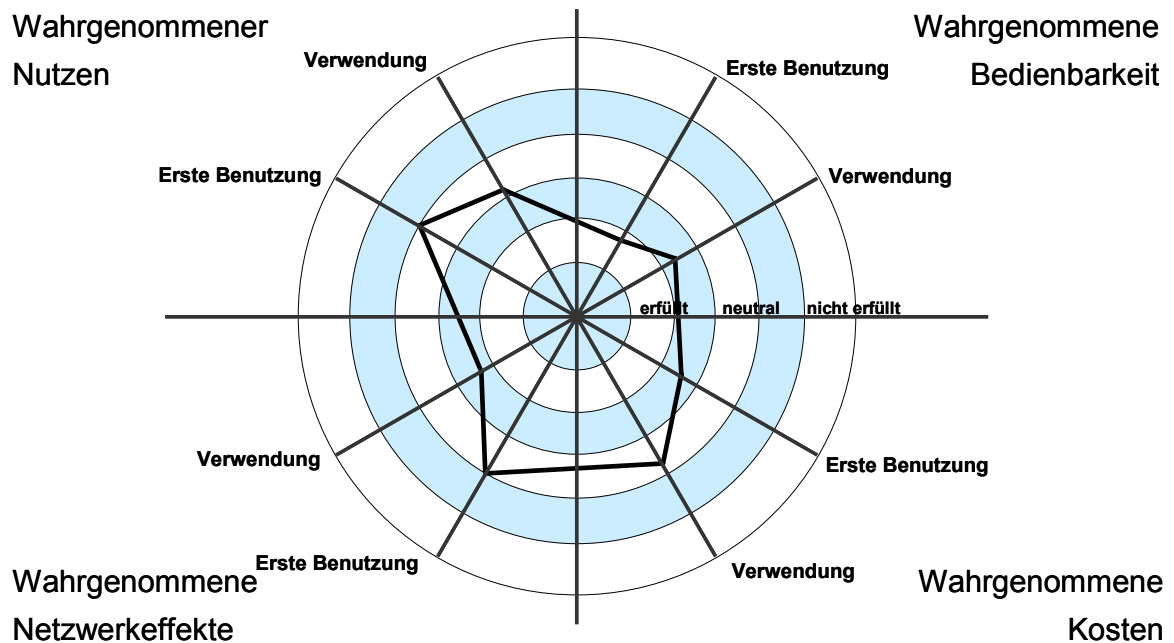 Wahrgenommener
Nutzen
Wahrgenommene
Bedienbarkeit
Verwendung
Erste Benutzung
Erste Benutzung
Verwendung
erfüllt
neutral
nicht erfüllt
Verwendung
Erste Benutzung
Erste Benutzung
Verwendung
Wahrgenommene
Netzwerkeffekte
Wahrgenommene
Kosten